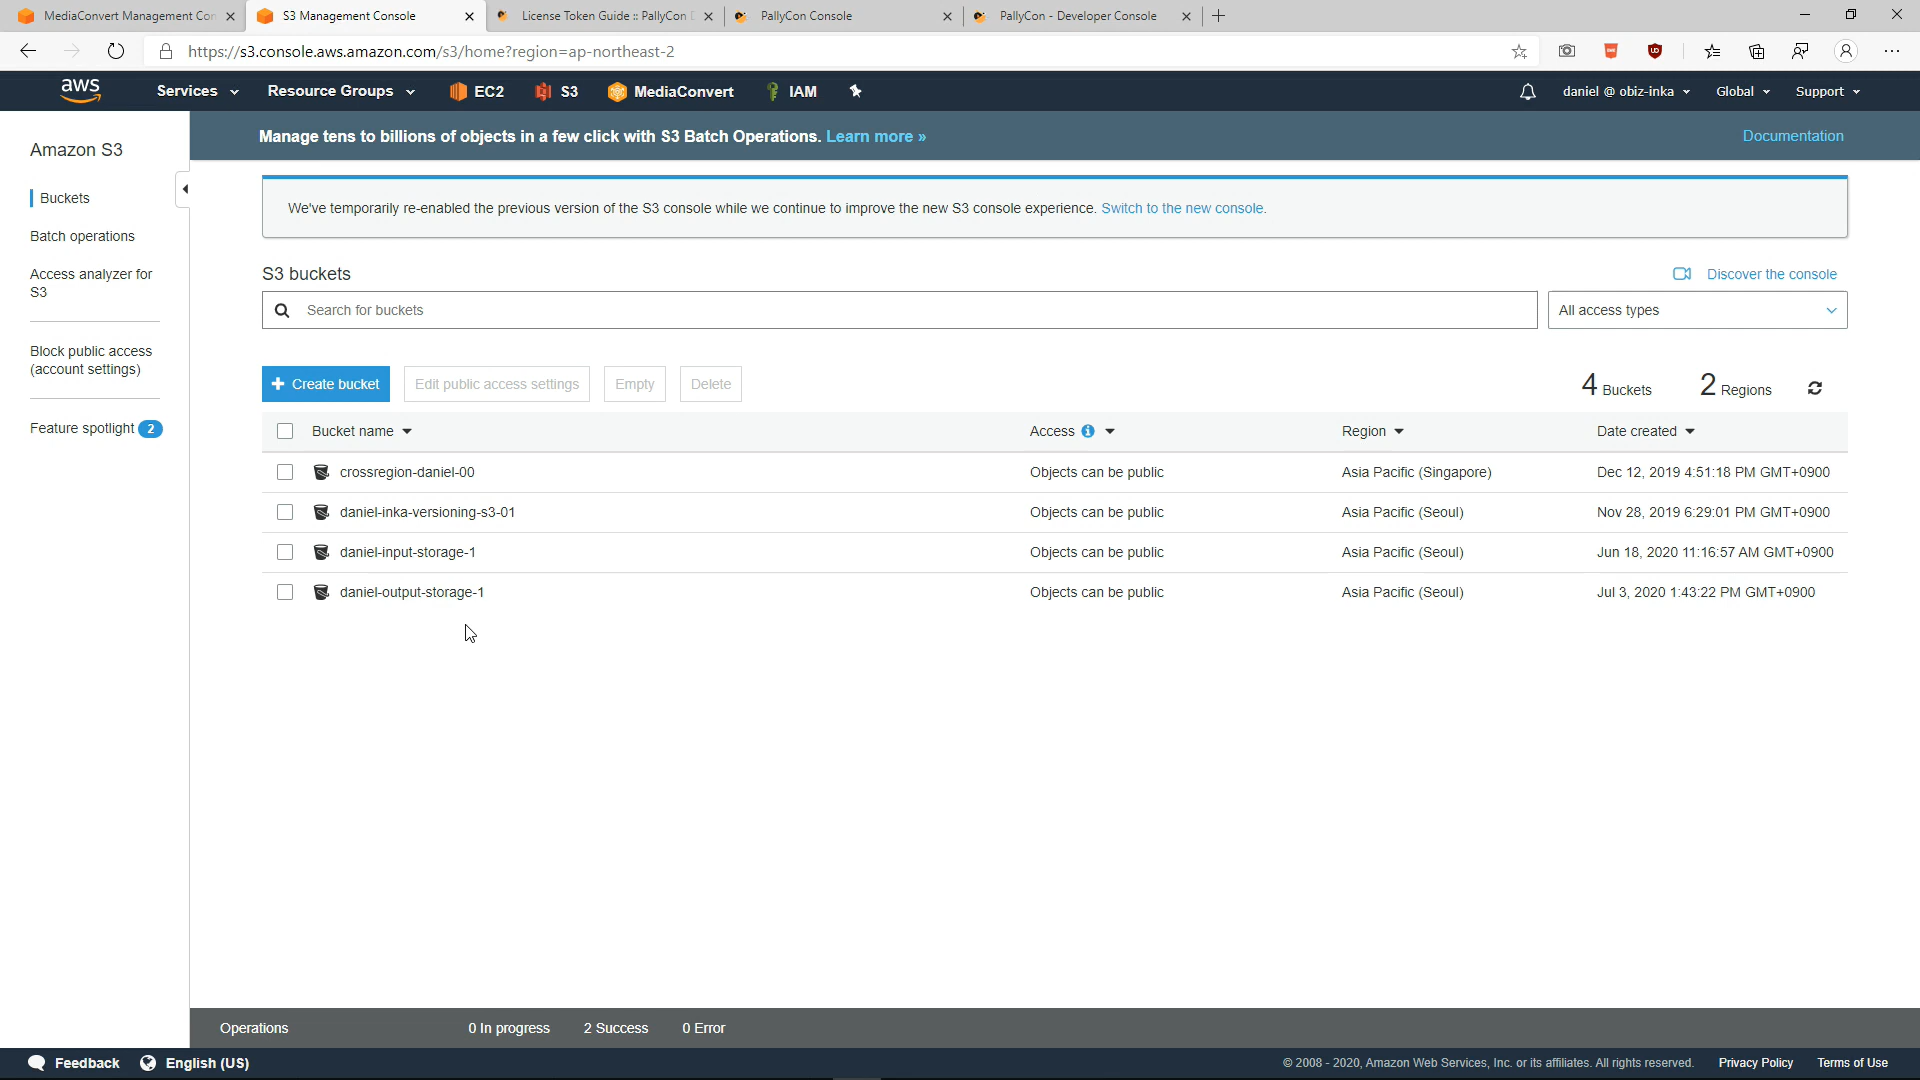 MediaConvert Management Con
S3 Management Console
License Token Guide :: PallyCon
PallyCon Console
PallyCon - Developer Console
https://s3.console.aws.amazon.com/s3/home?region=ap-northeast-2
aws
Services
Resource Groups
EC2
S3
MediaConvert
IAM
daniel @ obiz-inka
Global
Support
Amazon S3
Buckets
Batch operations
Access analyzer for
S3
Block public access
(account settings)
Feature spotlight 2
Manage tens to billions of objects in a few click with S3 Batch Operations. Learn more »
Documentation
We've temporarily re-enabled the previous version of the S3 console while we continue to improve the new S3 console experience. Switch to the new console.
S3 buckets
Discover the console
Search for buckets
All access types
+ Create bucket
Edit public access settings
Empty
Delete
4 Buckets
2 Regions
Bucket name
Access
Region
Date created
crossregion-daniel-00
Objects can be public
Asia Pacific (Singapore)
Dec 12, 2019 4:51:18 PM GMT+0900
daniel-inka-versioning-s3-01
Objects can be public
Asia Pacific (Seoul)
Nov 28, 2019 6:29:01 PM GMT+0900
daniel-input-storage-1
Objects can be public
Asia Pacific (Seoul)
Jun 18, 2020 11:16:57 AM GMT+0900
daniel-output-storage-1
Objects can be public
Asia Pacific (Seoul)
Jul 3, 2020 1:43:22 PM GMT+0900
Operations
0 In progress
2 Success
0 Error
Feedback
English (US)
© 2008 - 2020, Amazon Web Services, Inc. or its affiliates. All rights reserved.
Privacy Policy
Terms of Use